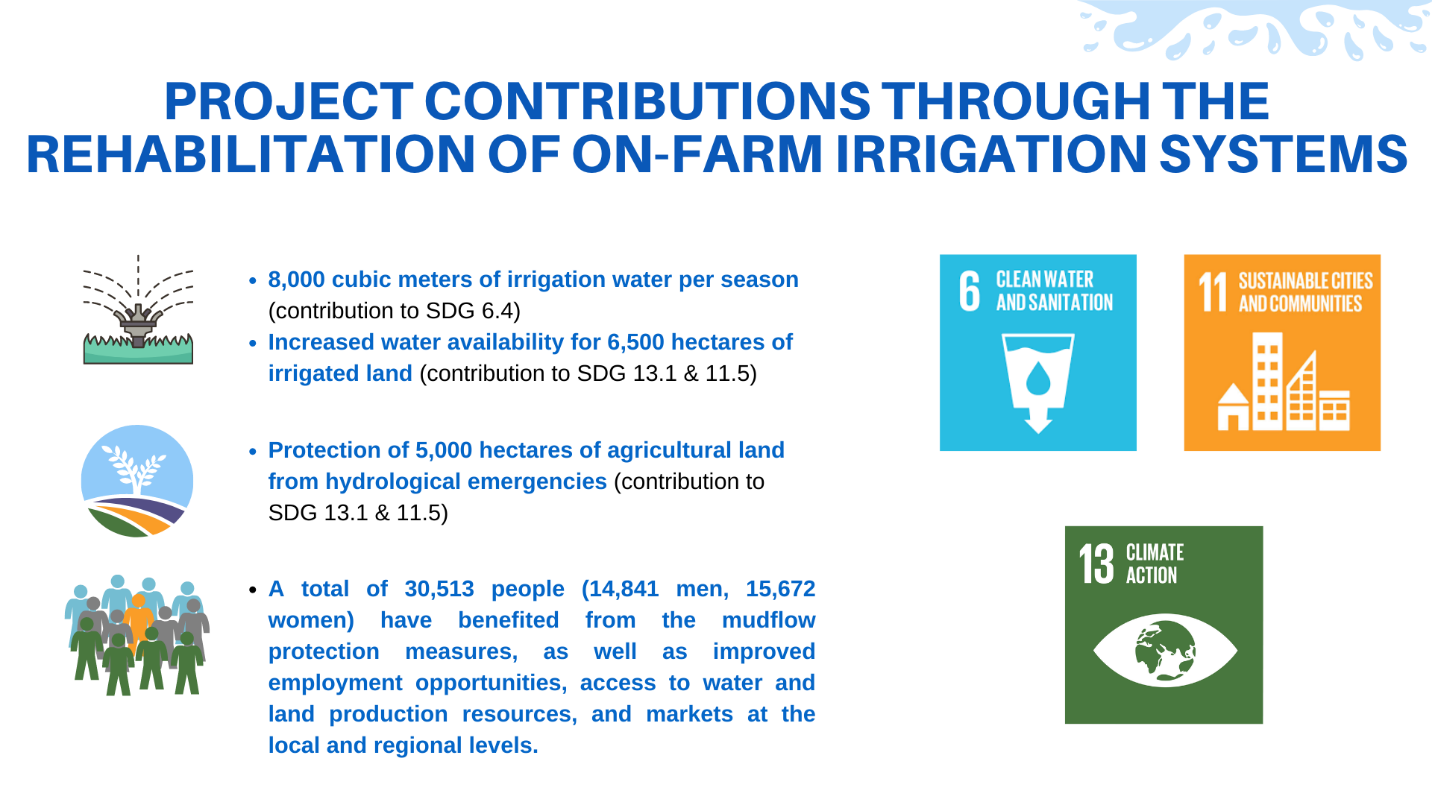 PROJECT CONTRIBUTIONS THROUGH THE
REHABILITATION OF ON-FARM IRRIGATION SYSTEMS
• 8,000 cubic meters of irrigation water per season
(contribution to SDG 6.4)
• Increased water availability for 6,500 hectares of
irrigated land (contribution to SDG 13.1 & 11.5)
• Protection of 5,000 hectares of agricultural land
from hydrological emergencies (contribution to
SDG 13.1 & 11.5)
• A total of 30,513 people (14,841 men, 15,672
women) have benefited from the mudflow
protection measures, as well as improved
employment opportunities, access to water and
land production resources, and markets at the
local and regional levels.
6 CLEAN WATER
AND SANITATION
11 SUSTAINABLE CITIES
AND COMMUNITIES
13 CLIMATE
ACTION